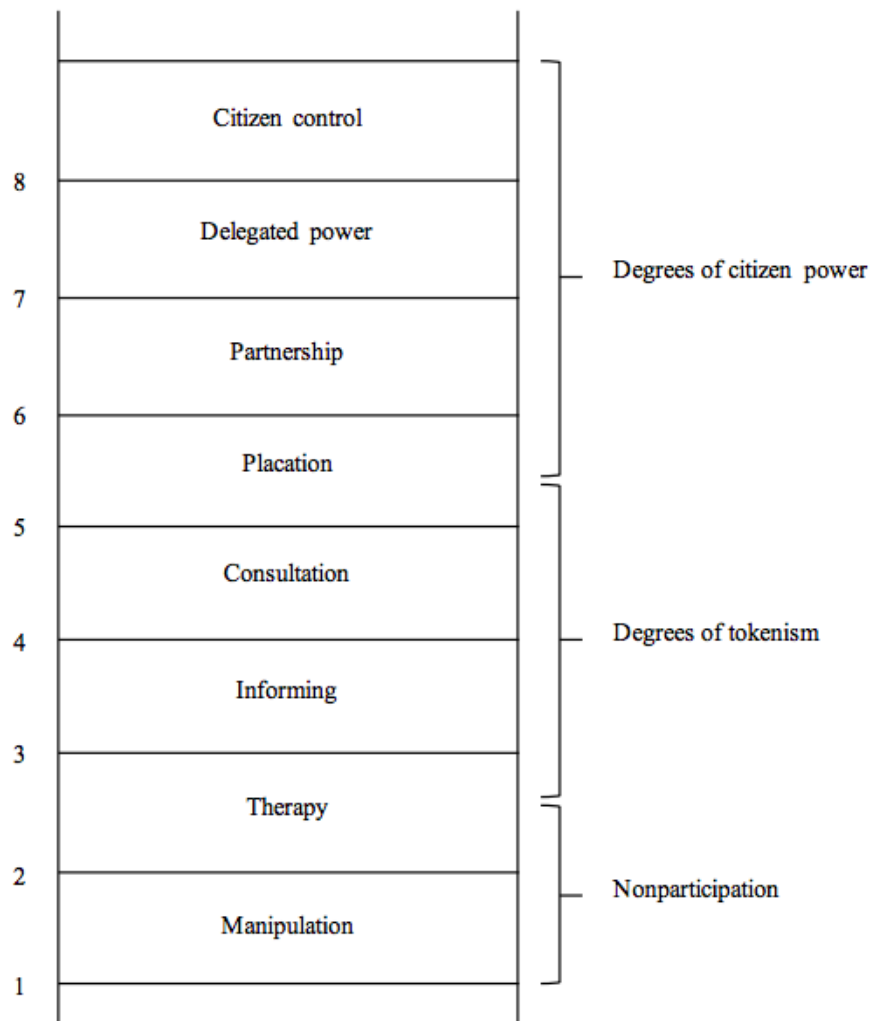 Citizen control
8
Delegated power
Degrees of citizen power
7
Partnership
6
Placation
5
Consultation
4
Degrees of tokenism
Informing
3
Therapy
2
Nonparticipation
Manipulation
1